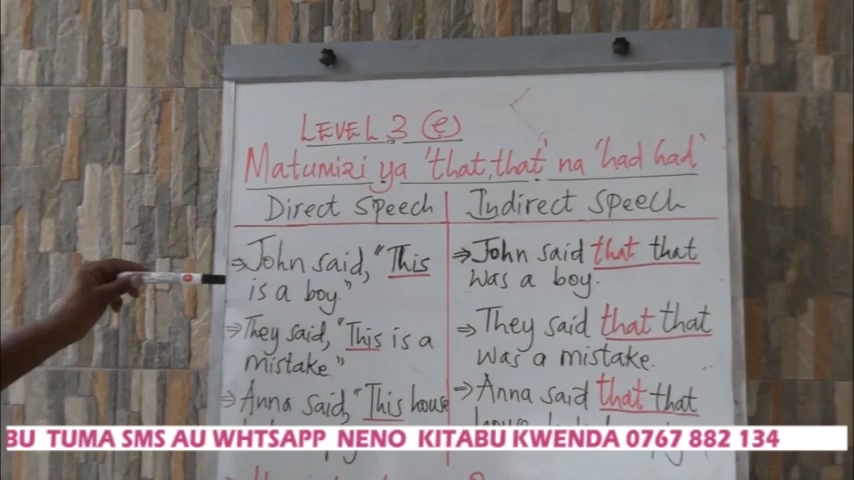 LEVEL 3 (e)
Matumizi ya 'that, that' na 'had had'
Direct Speech
Indirect Speech
⇒ John said, "This
is a boy."
⇒ They said, "This is a
mistake."
⇒ Anna said, "This house
⇒ John said that that
was a boy.
⇒ They said that that
was a mistake.
⇒ Anna said that that
BU TUMA SMS AU WHTSAPP NENO KITABU KWENDA 0767 882 134